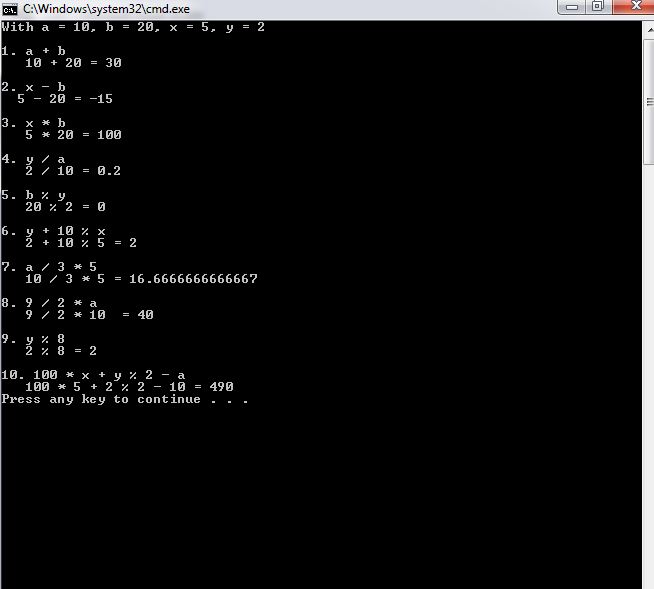 C:\Windows\system32\cmd.exe
With a = 10, b = 20, x = 5, y = 2
1. a + b
10 + 20 = 30
2. x - b
5 - 20 = -15
3. x * b
5 * 20 = 100
4. y / a
2 / 10 = 0.2
5. b % y
20 % 2 = 0
6. y + 10 % x
2 + 10 % 5 = 2
7. a / 3 * 5
10 / 3 * 5 = 16.6666666666667
8. 9 / 2 * a
9 / 2 * 10  = 40
9. y % 8
2 % 8 = 2
10. 100 * x + y % 2 - a
100 * 5 + 2 % 2 - 10 = 490
Press any key to continue . . .